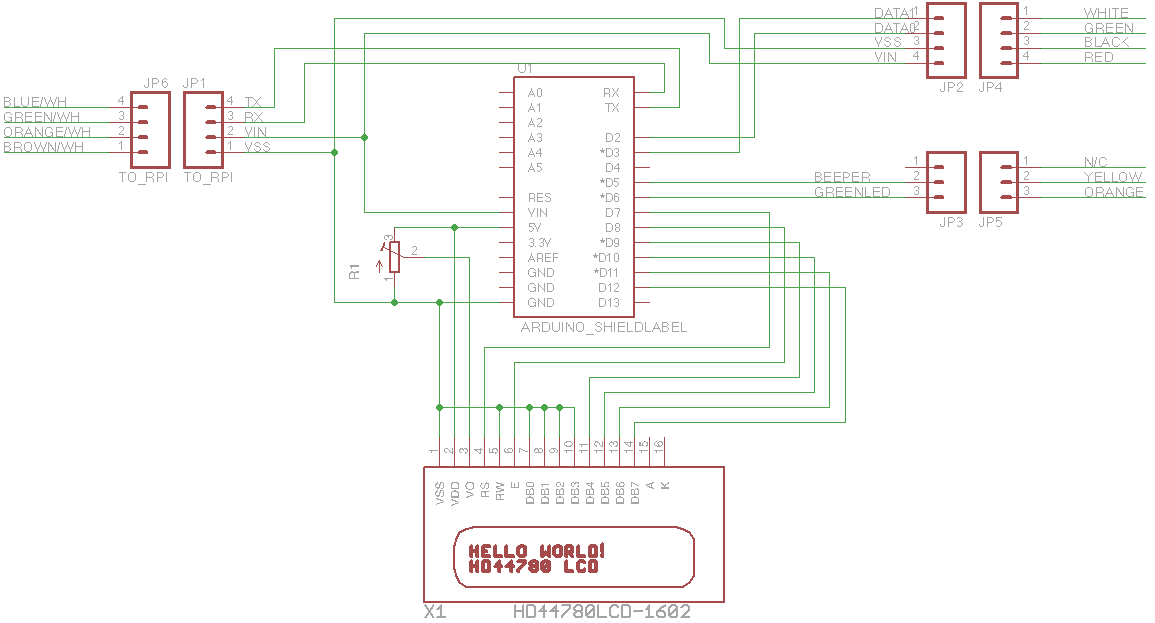 DATA1 1 1 WHITE
DATA0 2 2 GREEN
VSS 3 3 BLACK
VIN 4 4 RED
JP2 JP4
U1
JP6 JP1
BLUE/WH 4 4 TX
GREEN/WH 3 3 RX
ORANGE/WH 2 2 VIN
BROWN/WH 1 1 VSS
TO_RPI TO_RPI
A0 RX
A1 TX
A2
A3 D2
A4 *D3
A5 D4
*D5
RES *D6
VIN D7
5V D8
3.3V *D9
AREF *D10
GND *D11
GND D12
GND D13
ARDUINO_SHIELDLABEL
1 1 N/C
BEEPER 2 2 YELLOW
GREENLED 3 3 ORANGE
JP3 JP5
3
2
R1
1
1 2 3 4 5 6 7 8 9 10 11 12 13 14 15 16
VSS VDD VO RS RW E DB0 DB1 DB2 DB3 DB4 DB5 DB6 DB7 A K
HELLO WORLD!
HD44780 LCD
X1 HD44780LCD-1602